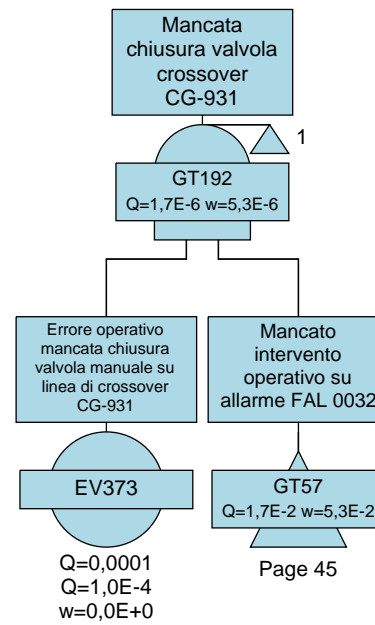 Mancata
chiusura valvola
crossover
CG-931
1
GT192
Q=1,7E-6 w=5,3E-6
Errore operativo
mancata chiusura
valvola manuale su
linea di crossover
CG-931
Mancato
intervento
operativo su
allarme FAL 0032
EV373
GT57
Q=1,7E-2 w=5,3E-2
Q=0,0001
Q=1,0E-4
w=0,0E+0
Page 45